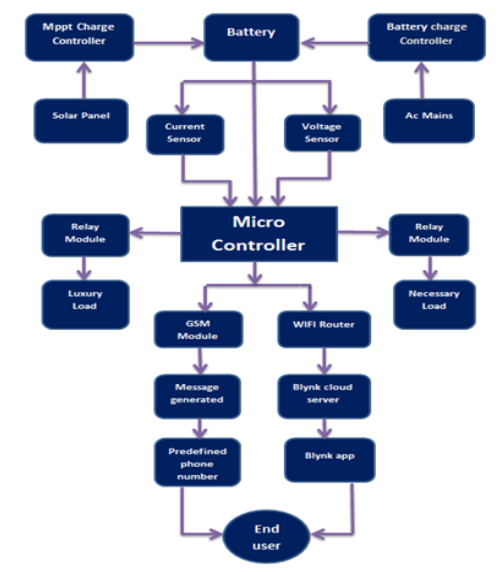 Mppt Charge
Controller
Battery
Battery charge
Controller
Solar Panel
Current
Sensor
Voltage
Sensor
Ac Mains
Relay
Module
Micro
Controller
Relay
Module
Luxury
Load
Necessary
Load
GSM
Module
WIFI Router
Message
generated
Blynk cloud
server
Predefined
phone
number
Blynk app
End
user